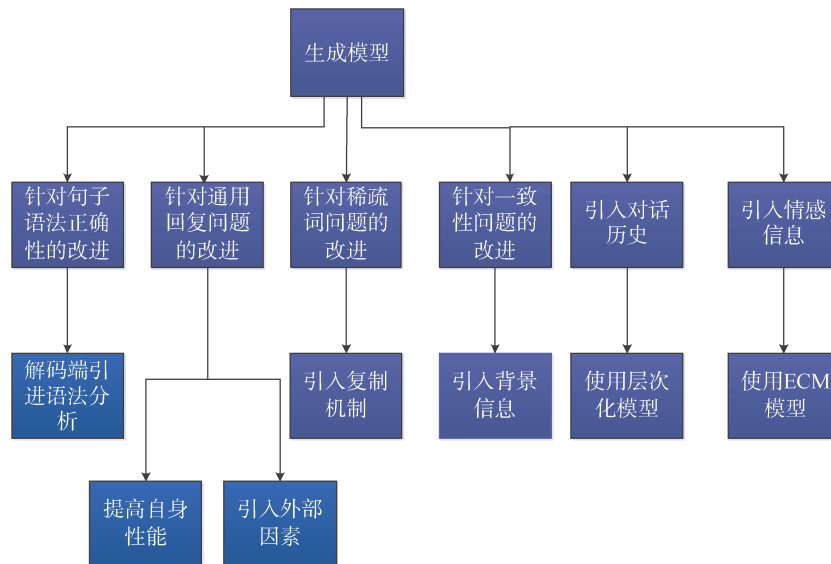 生成模型
针对句子
语法正确
性的改进
针对通用
回复问题
的改进
针对稀疏
词问题的
改进
针对一致
性问题的
改进
引入对话
历史
引入情感
信息
解码端引
进语法分
析
引入复制
机制
引入背景
信息
使用层次
化模型
使用ECM
模型
提高自身
性能
引入外部
因素